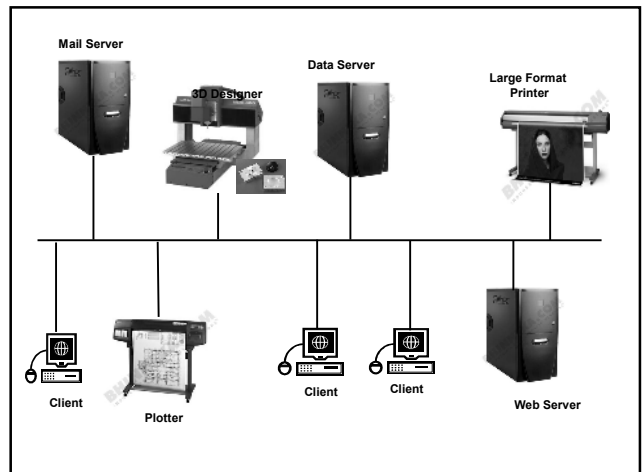 Mail Server
3D Designer
Data Server
Large Format
Printer
Client
Plotter
Client
Client
Web Server